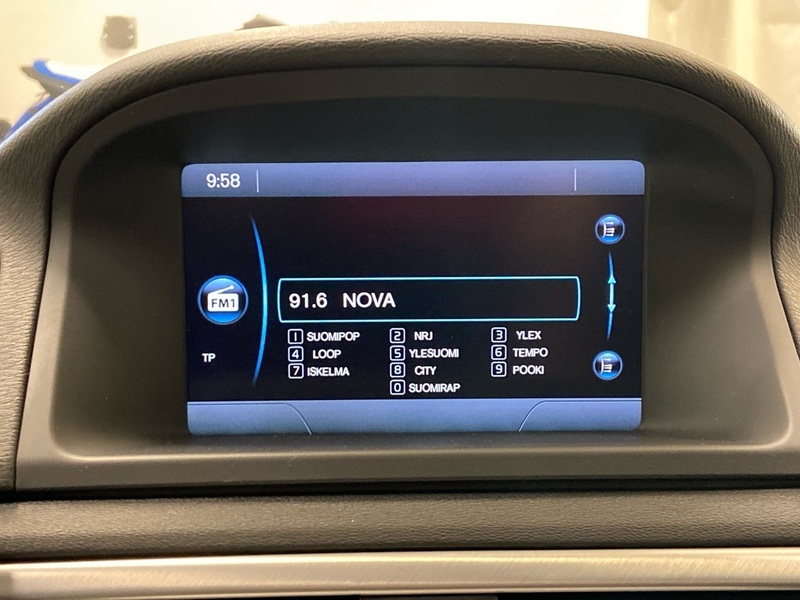 9:58
91.6 NOVA
FM1
1 SUOMIPOP 2 NRJ 3 YLEX
TP 4 LOOP 5 YLESUOMI 6 TEMPO
7 ISKELMA 8 CITY 9 POOKI
0 SUOMIRAP